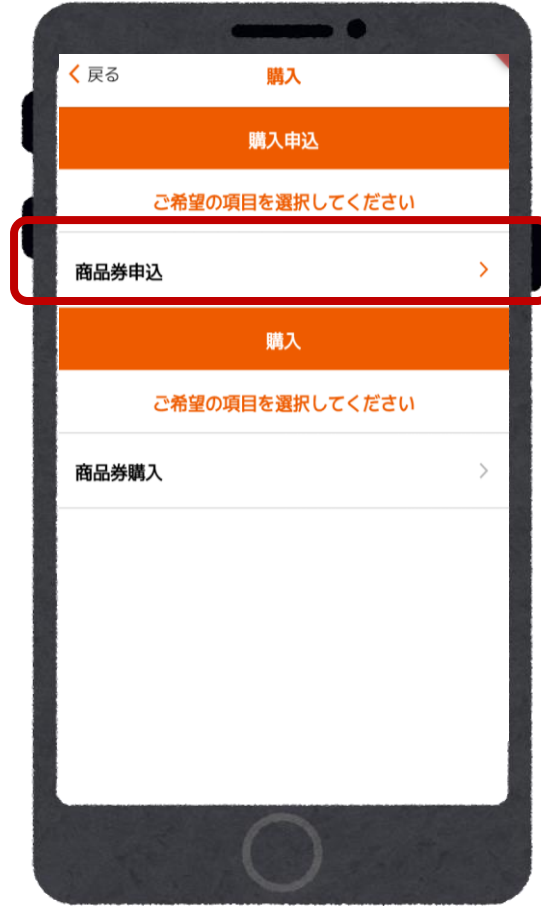 戻る
購入
購入申込
ご希望の項目を選択してください
商品券申込
購入
ご希望の項目を選択してください
商品券購入